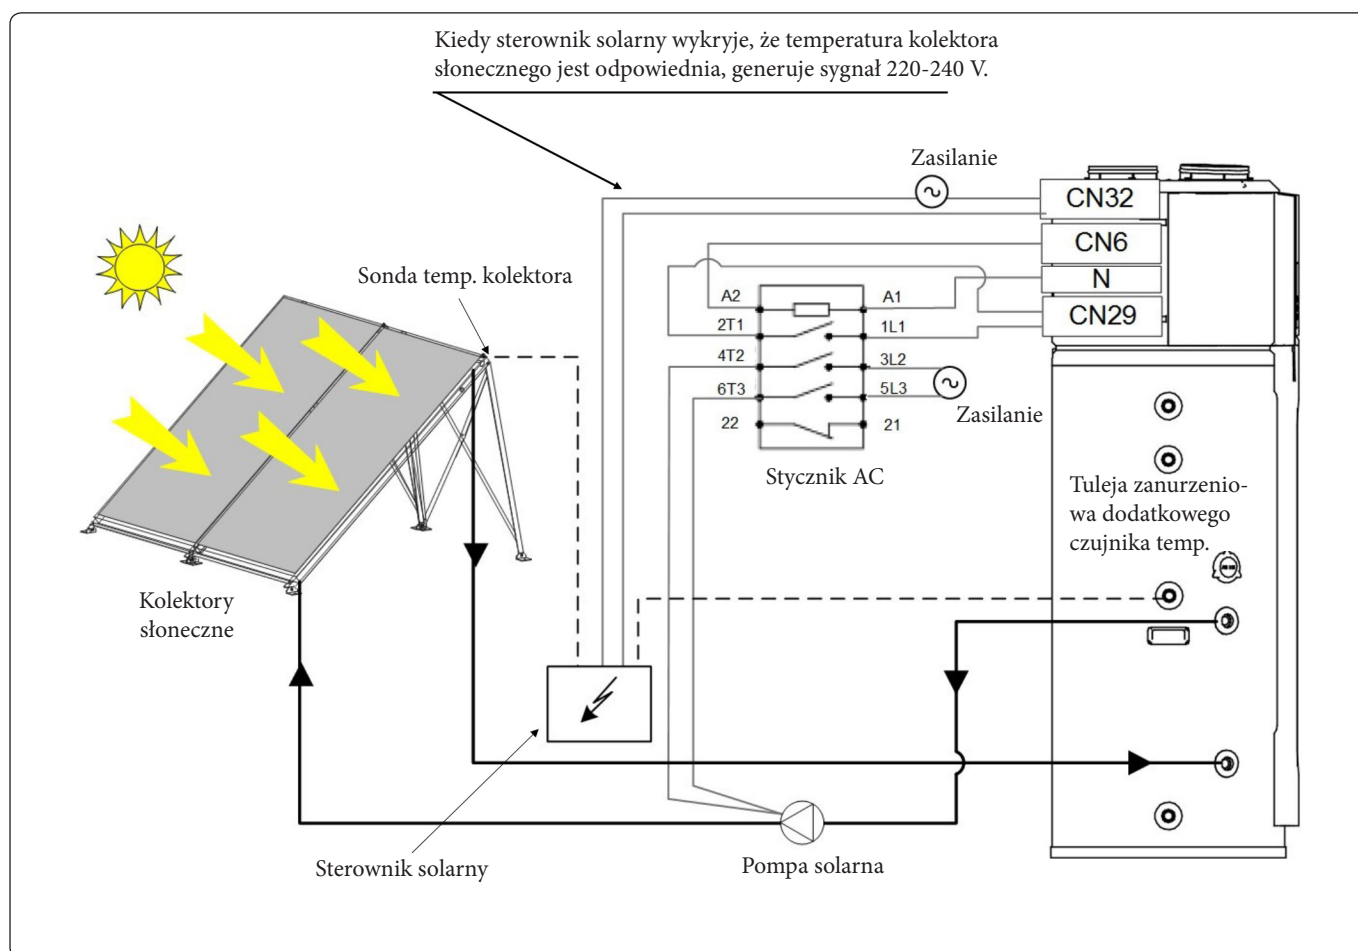 Kiedy sterownik solarny wykryje, że temperatura kolektora
słonecznego jest odpowiednia, generuje sygnał 220-240 V.
Zasilanie
CN32
CN6
N
CN29
Sonda temp. kolektora
A2
A1
2T1
1L1
4T2
3L2
6T3
5L3
22
21
Zasilanie
Stycznik AC
Tuleja zanurzenio-
wa dodatkowego
czujnika temp.
Kolektory
słoneczne
Sterownik solarny
Pompa solarna